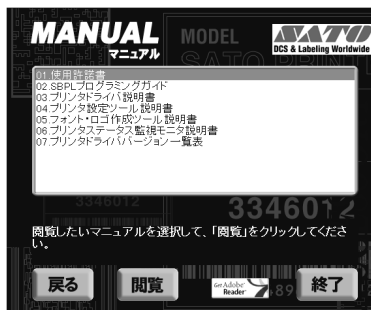 MANUAL
マニュアル
MODEL
SATO
DCS & Labeling Worldwide
SATO PRIN
01.使用許諾書
02.SBPLプログラミングガイド
03.プリンタドライバ説明書
04.プリンタ設定ツール説明書
05.フォント・ロゴ作成ツール説明書
06.プリンタステータス監視モニタ説明書
07.プリンタドライババージョン一覧表
3346012
3346012
閲覧したいマニュアルを選択して、「閲覧」をクリックしてくださ
い。
戻る
閲覧
Get Adobe
Reader
89
終了